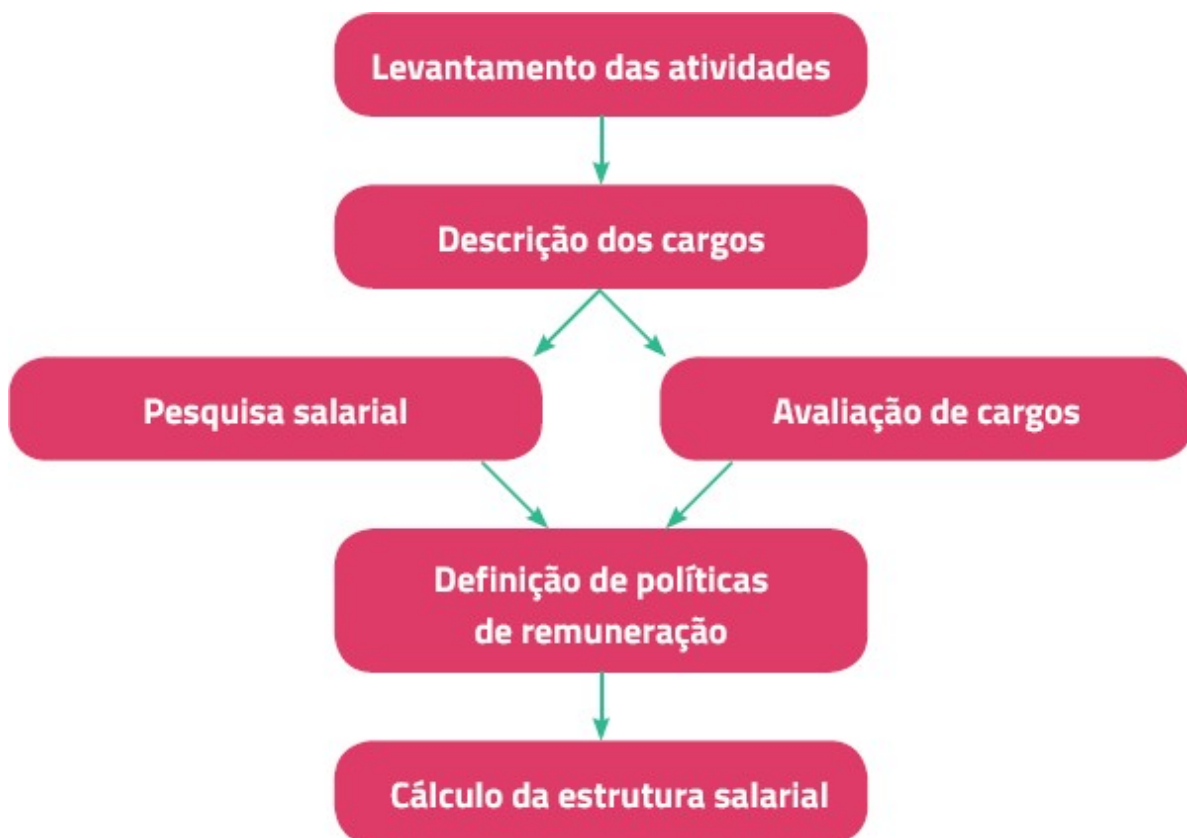 Levantamento das atividades
Descrição dos cargos
Pesquisa salarial
Avaliação de cargos
Definição de políticas
de remuneração
Cálculo da estrutura salarial